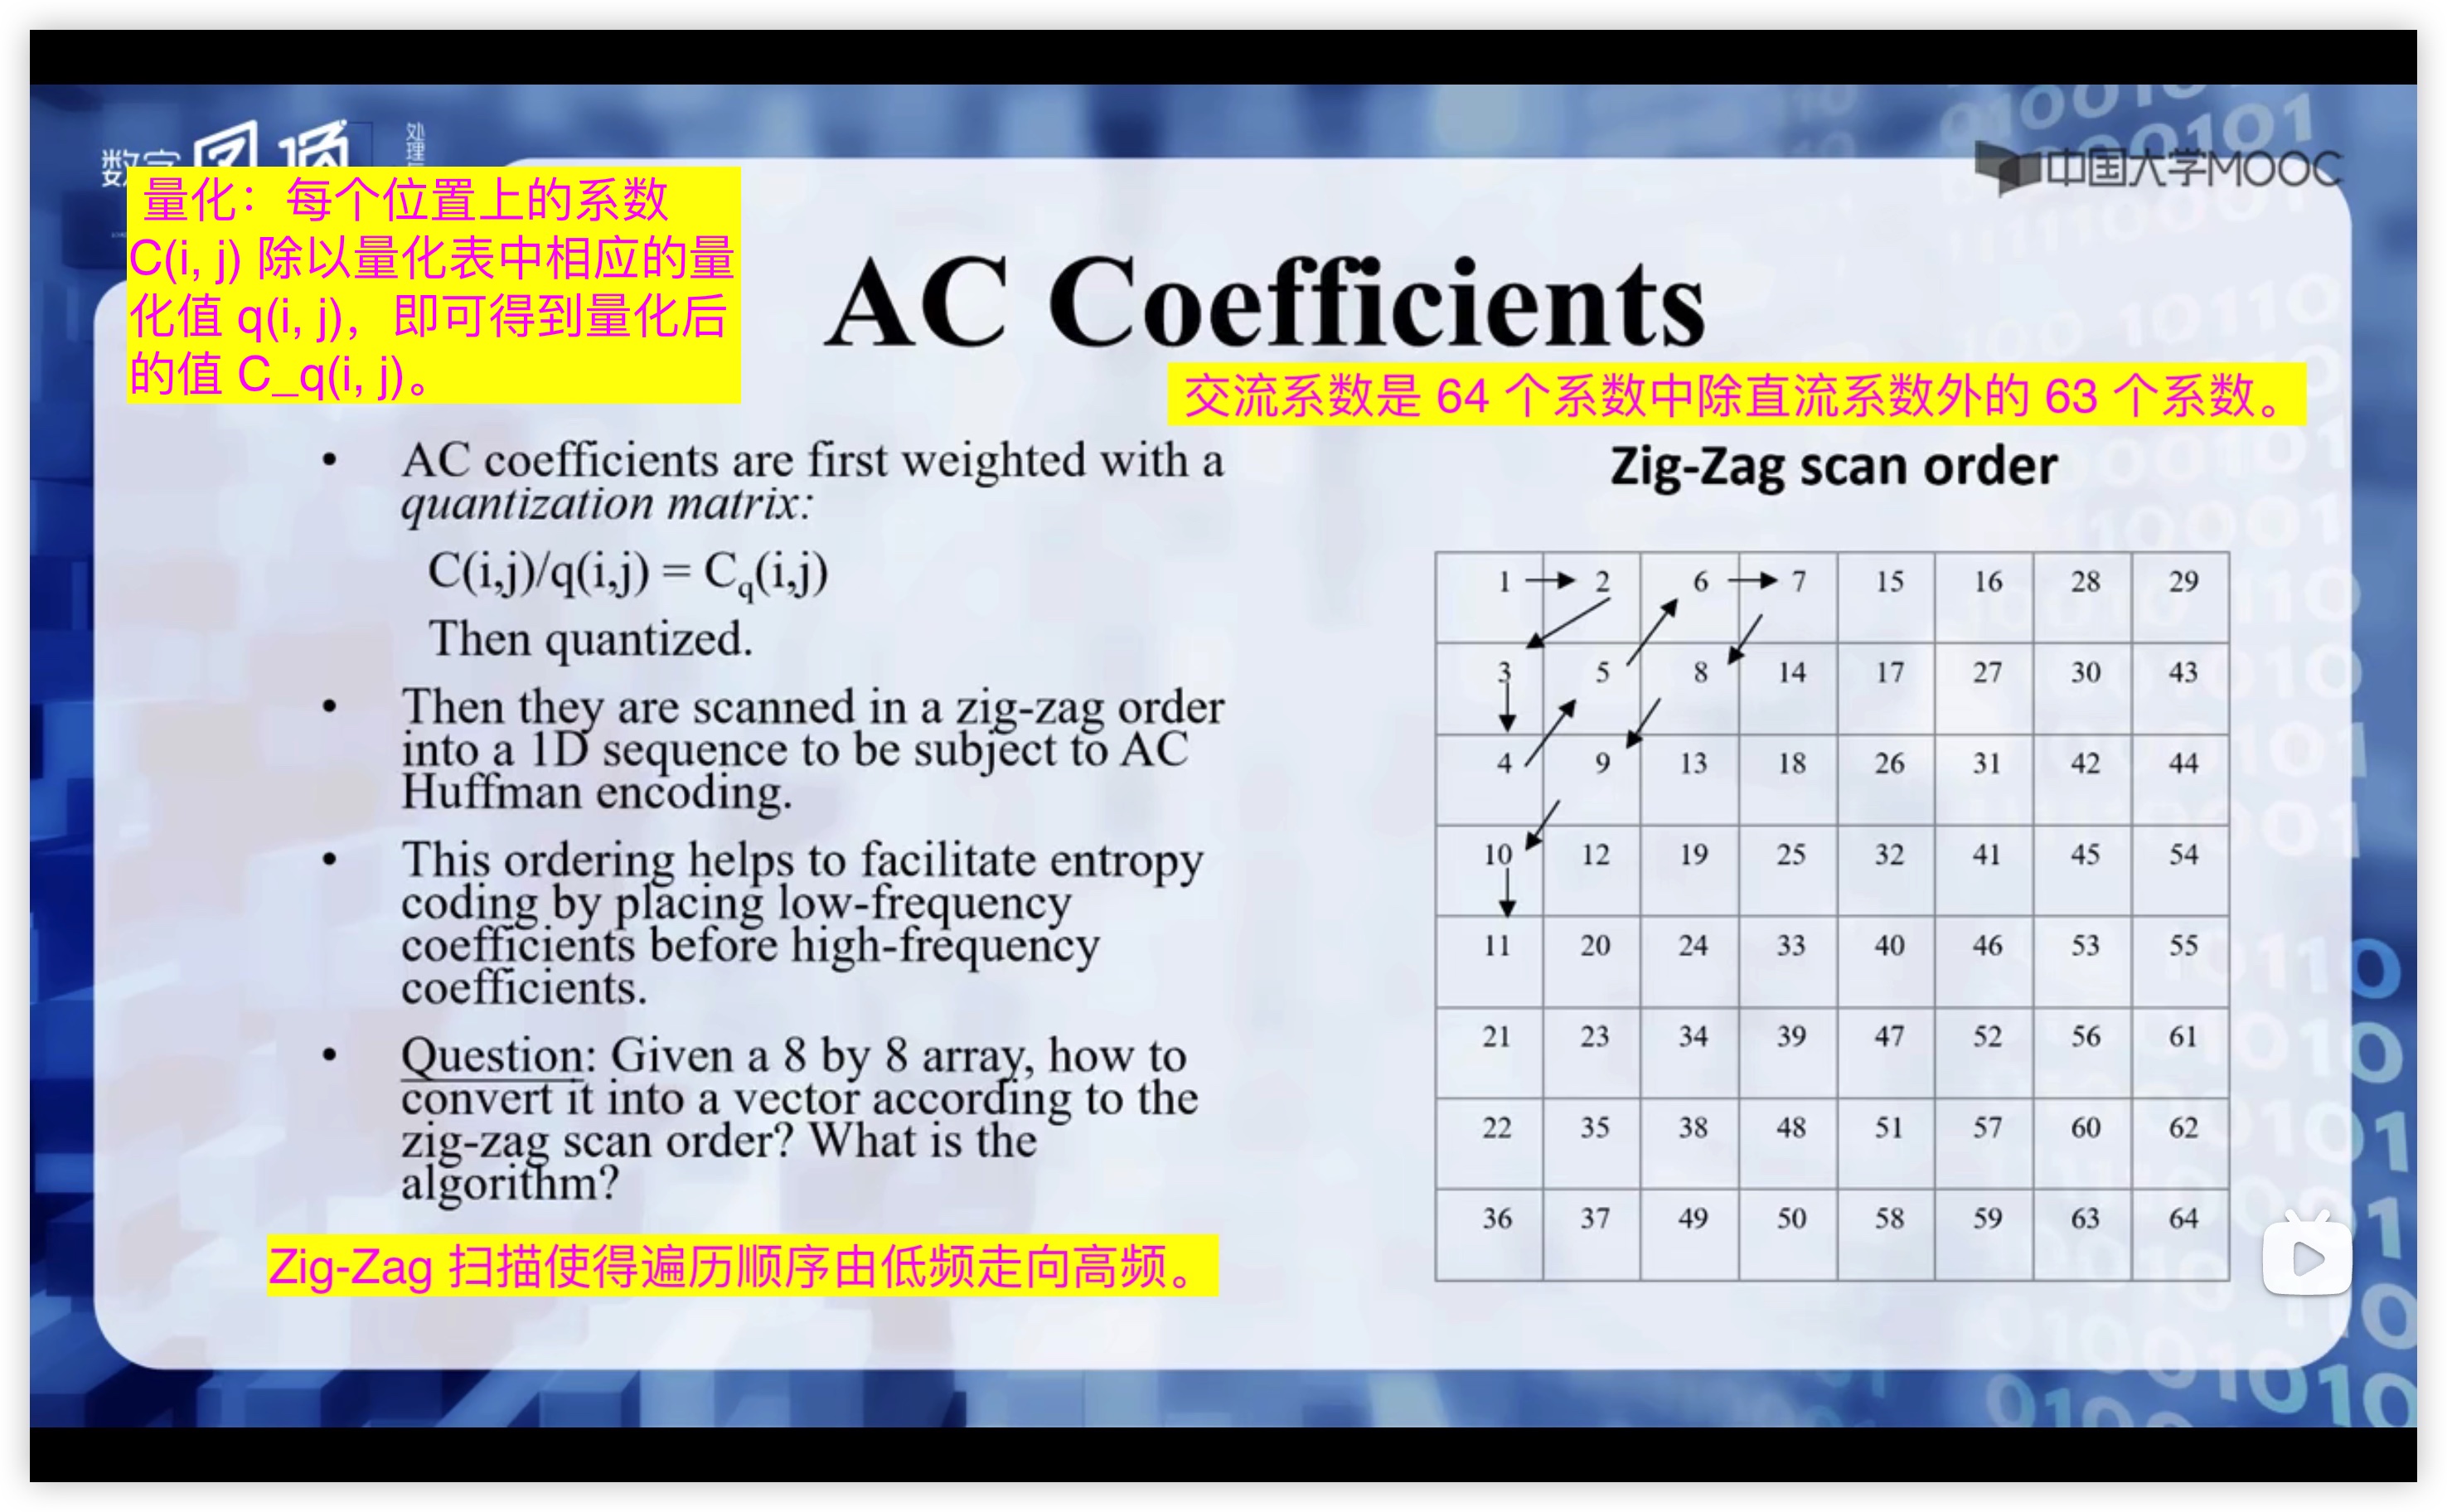 数字图像
处理
中国大学MOOC
量化：每个位置上的系数
C(i, j) 除以量化表中相应的量
化值 q(i, j)，即可得到量化后
的值 C_q(i, j)。
AC Coefficients
交流系数是 64 个系数中除直流系数外的 63 个系数。
• AC coefficients are first weighted with a
quantization matrix:
C(i,j)/q(i,j) = Cq(i,j)
Then quantized.
• Then they are scanned in a zig-zag order
into a 1D sequence to be subject to AC
Huffman encoding.
• This ordering helps to facilitate entropy
coding by placing low-frequency
coefficients before high-frequency
coefficients.
• Question: Given a 8 by 8 array, how to
convert it into a vector according to the
zig-zag scan order? What is the
algorithm?
Zig-Zag 扫描使得遍历顺序由低频走向高频。
Zig-Zag scan order
1 2 6 7 15 16 28 29
3 5 8 14 17 27 30 43
4 9 13 18 26 31 42 44
10 12 19 25 32 41 45 54
11 20 24 33 40 46 53 55
21 23 34 39 47 52 56 61
22 35 38 48 51 57 60 62
36 37 49 50 58 59 63 64